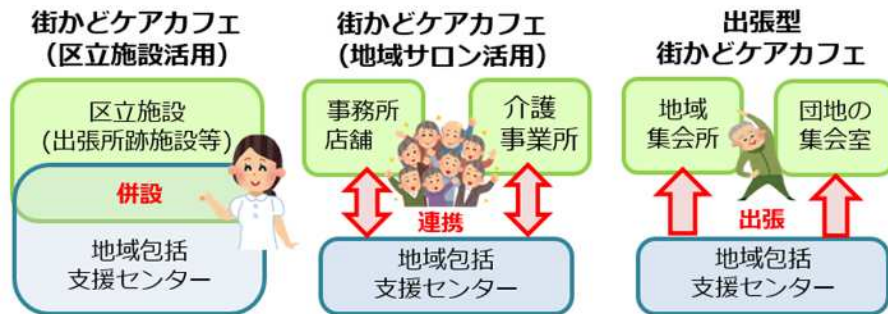 街かどケアカフェ
(区立施設活用)
区立施設
(出張所跡施設等)
併設
地域包括
支援センター
街かどケアカフェ
(地域サロン活用)
事務所
店舗
介護
事業所
連携
地域包括
支援センター
出張型
街かどケアカフェ
地域
集会所
団地の
集会室
出張
地域包括
支援センター